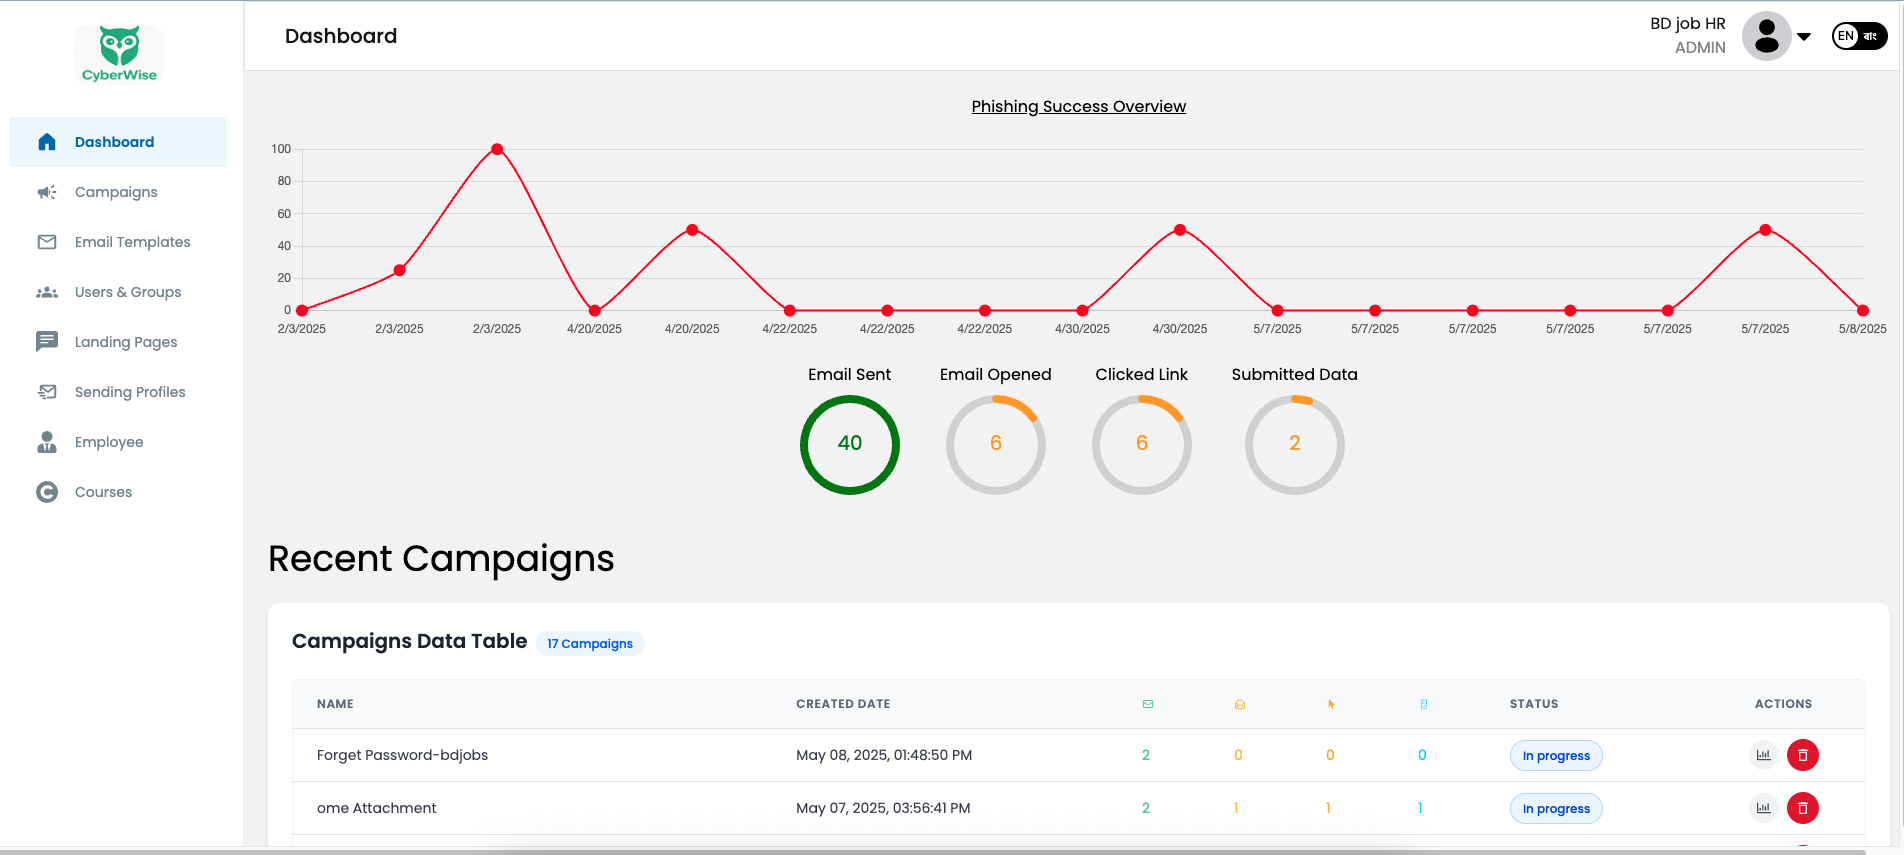 CyberWise
Dashboard
BD job HR
ADMIN
EN বাং
Dashboard
Campaigns
Email Templates
Users & Groups
Landing Pages
Sending Profiles
Employee
Courses
Phishing Success Overview
100
80
60
40
20
0
2/3/2025 2/3/2025 2/3/2025 4/20/2025 4/20/2025 4/22/2025 4/22/2025 4/22/2025 4/30/2025 4/30/2025 5/7/2025 5/7/2025 5/7/2025 5/7/2025 5/7/2025 5/7/2025 5/8/2025
Email Sent Email Opened Clicked Link Submitted Data
40 6 6 2
Recent Campaigns
Campaigns Data Table 17 Campaigns
NAME CREATED DATE STATUS ACTIONS
Forget Password-bdjobs May 08, 2025, 01:48:50 PM 2 0 0 0 In progress
ome Attachment May 07, 2025, 03:56:41 PM 2 1 1 1 In progress